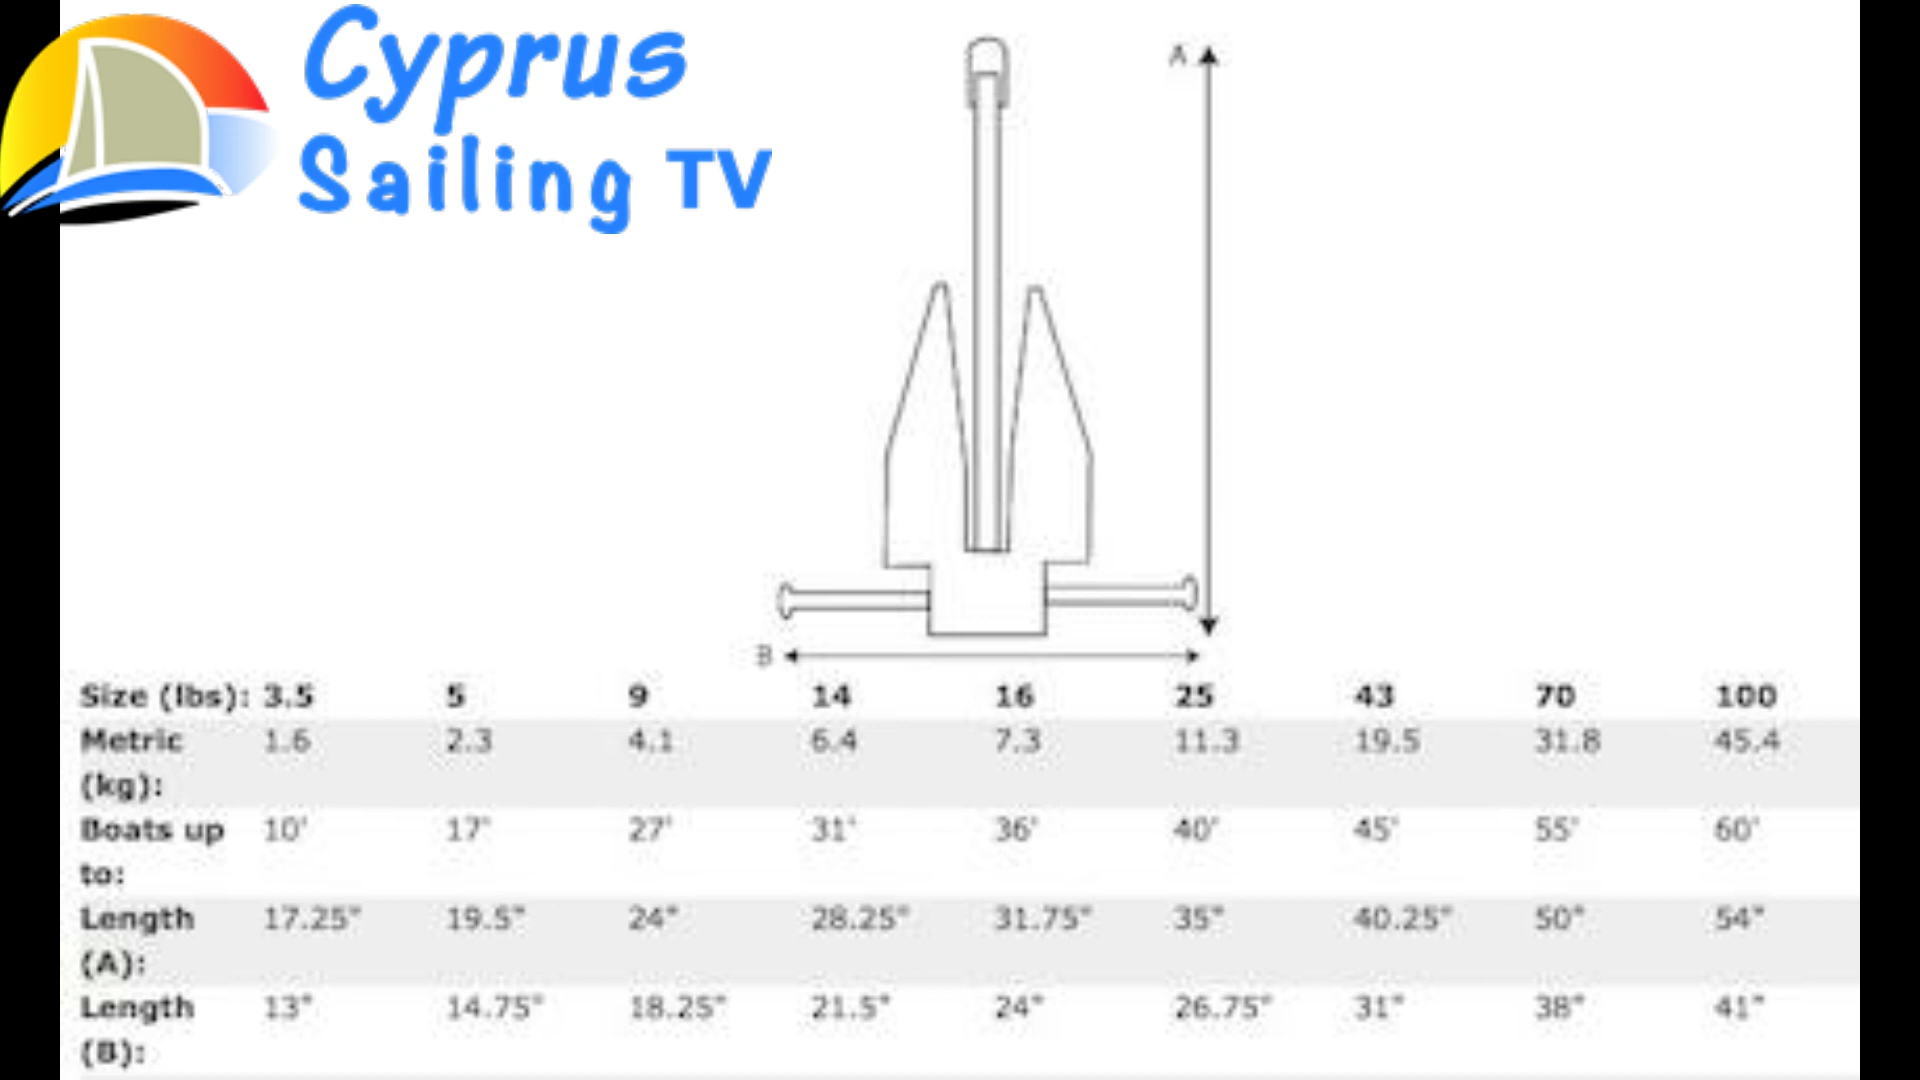 Cyprus
Sailing TV
A
B
Size (lbs): 3.5 5 9 14 16 25 43 70 100
Metric 1.6 2.3 4.1 6.4 7.3 11.3 19.5 31.8 45.4
(kg):
Boats up 10' 17' 27' 31' 36' 40' 45' 55' 60'
to:
Length 17.25" 19.5" 24" 28.25" 31.75" 35" 40.25" 50" 54"
(A):
Length 13" 14.75" 18.25" 21.5" 24" 26.75" 31" 38" 41"
(B):